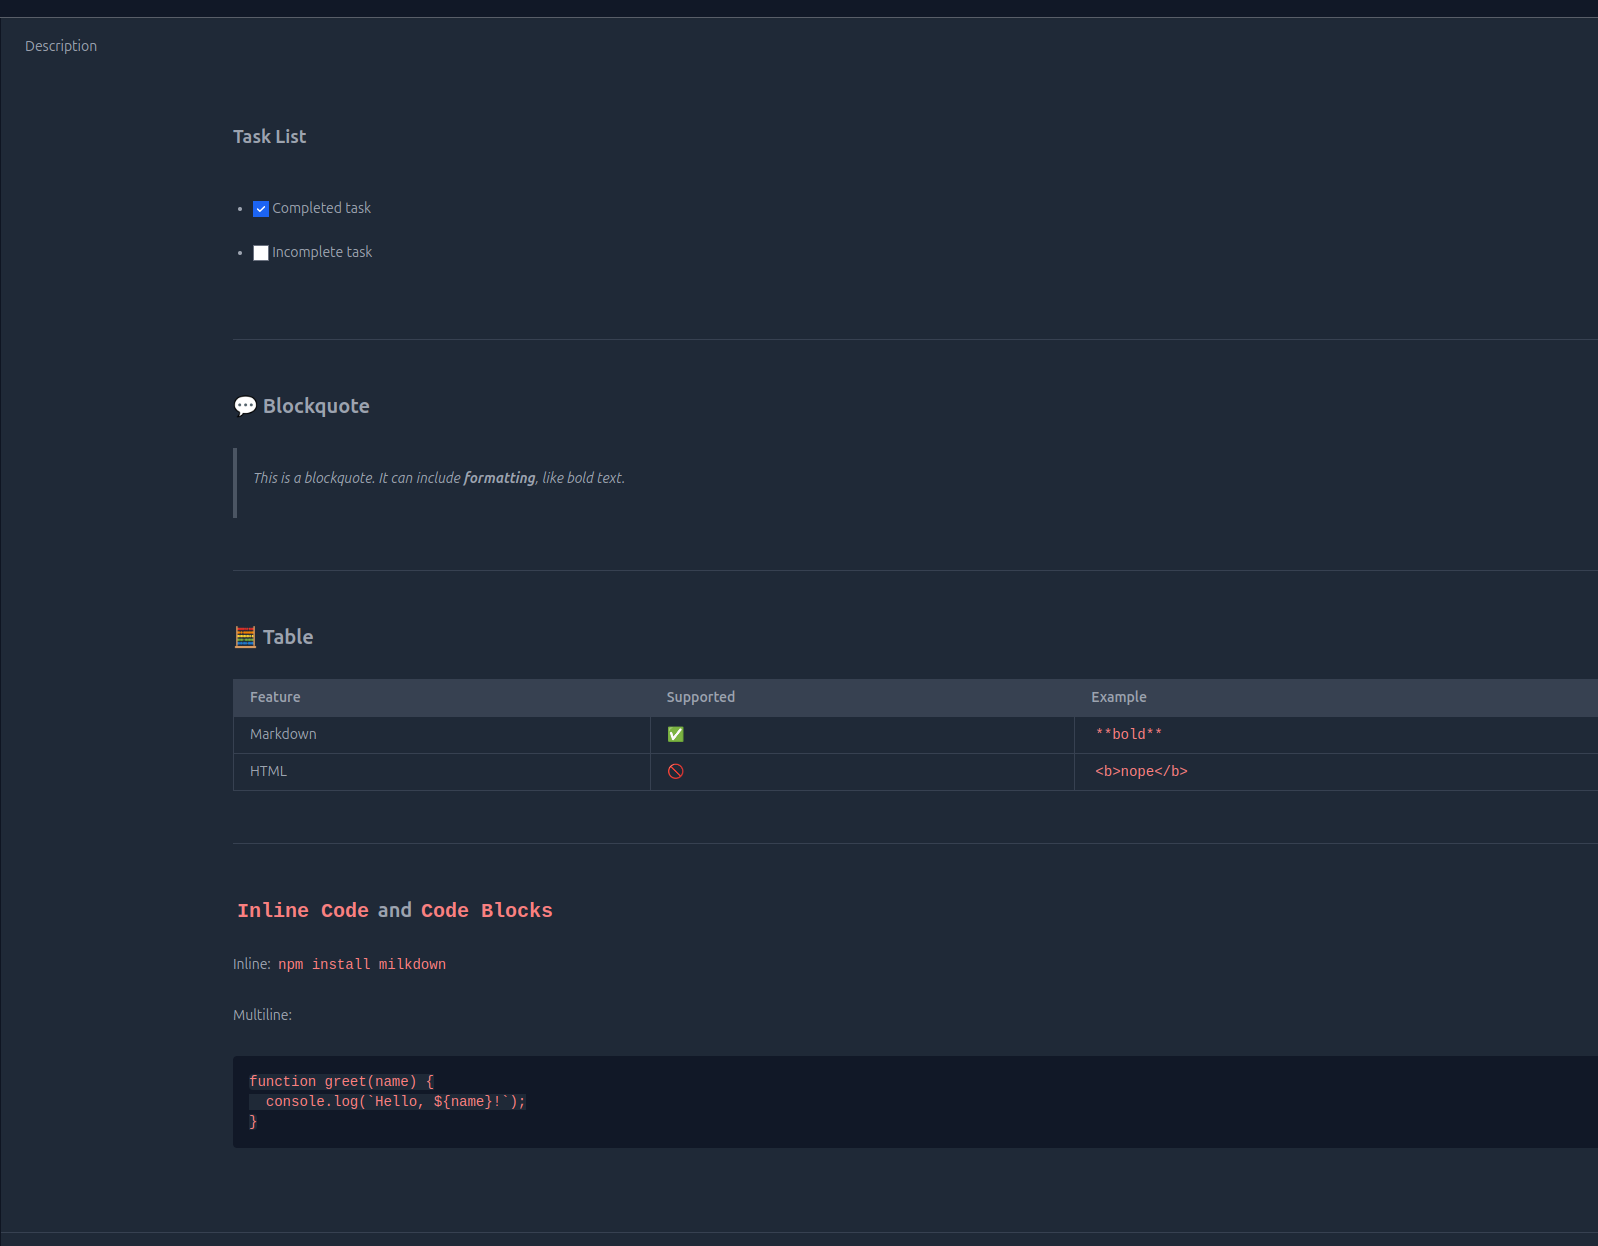 Description
Task List
Completed task
Incomplete task
💬 Blockquote
This is a blockquote. It can include formatting, like bold text.
🧮 Table
Feature Supported Example
Markdown ✅ **bold**
HTML 🚫 <b>nope</b>
Inline Code and Code Blocks
Inline: npm install milkdown
Multiline:
function greet(name) {
  console.log(`Hello, ${name}!`);
}